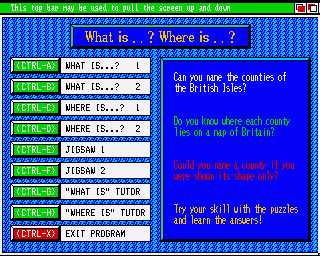 This top bar may be used to pull the screen up and down
What is . . ? Where is . . ?
(CTRL-A) WHAT IS...? 1
(CTRL-B) WHAT IS...? 2
(CTRL-C) WHERE IS...? 1
(CTRL-D) WHERE IS...? 2
(CTRL-E) JIGSAW 1
(CTRL-F) JIGSAW 2
(CTRL-G) "WHAT IS" TUTOR
(CTRL-H) "WHERE IS" TUTOR
(CTRL-X) EXIT PROGRAM
Can you name the counties of
the British Isles?
Do you know where each county
lies on a map of Britain?
Could you name a county if you
were shown its shape only?
Try your skill with the puzzles
and learn the answers!